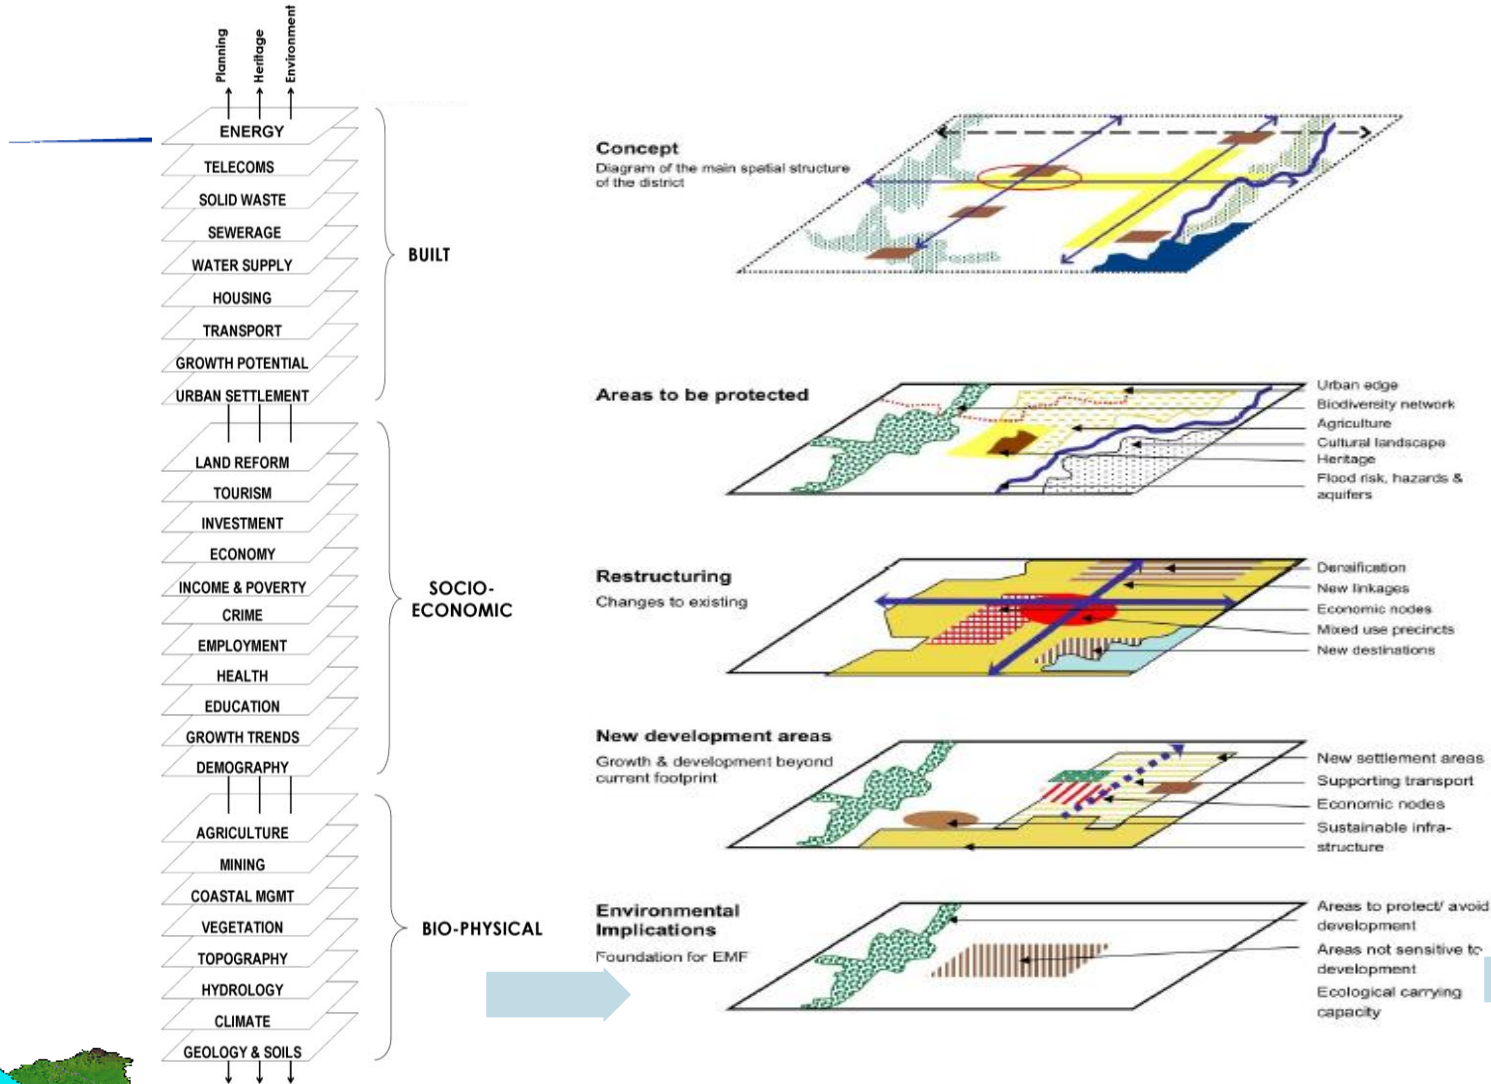 Planning
Heritage
Environment
ENERGY
TELECOMS
SOLID WASTE
SEWERAGE
WATER SUPPLY
HOUSING
TRANSPORT
GROWTH POTENTIAL
URBAN SETTLEMENT
BUILT
LAND REFORM
TOURISM
INVESTMENT
ECONOMY
INCOME & POVERTY
CRIME
EMPLOYMENT
HEALTH
EDUCATION
GROWTH TRENDS
DEMOGRAPHY
SOCIO-
ECONOMIC
AGRICULTURE
MINING
COASTAL MGMT
VEGETATION
TOPOGRAPHY
HYDROLOGY
CLIMATE
GEOLOGY & SOILS
BIO-PHYSICAL
Concept
Diagram of the main spatial structure
of the district
Areas to be protected
Urban edge
Biodiversity network
Agriculture
Cultural landscape
Heritage
Flood risk, hazards &
aquifers
Restructuring
Changes to existing
Densification
New linkages
Economic nodes
Mixed use precincts
New destinations
New development areas
Growth & development beyond
current footprint
New settlement areas
Supporting transport
Economic nodes
Sustainable infra-
structure
Environmental
Implications
Foundation for EMF
Areas to protect/ avoid
development
Areas not sensitive to
development
Ecological carrying
capacity